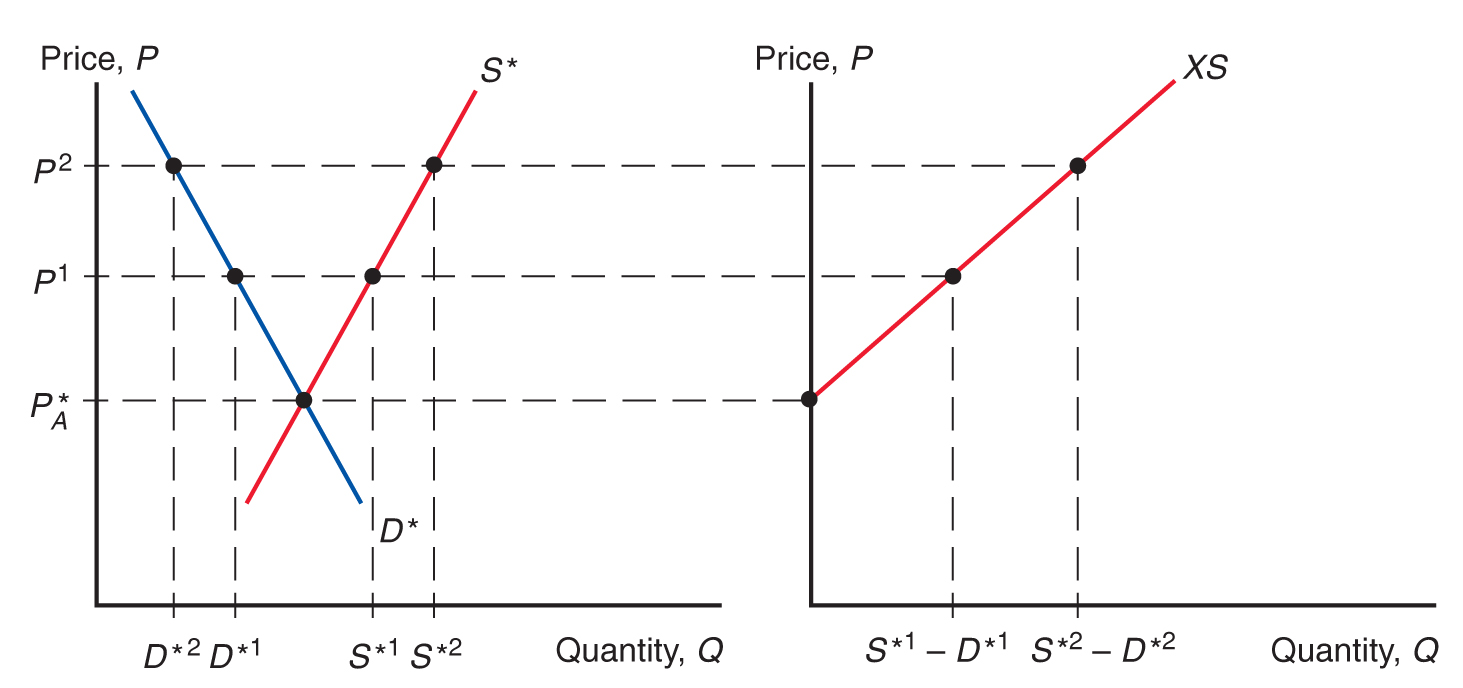 Price, P
S*
P²
P¹
P*A
D*
D*² D*¹ S*¹ S*² Quantity, Q
Price, P
XS
S*¹ – D*¹ S*² – D*² Quantity, Q